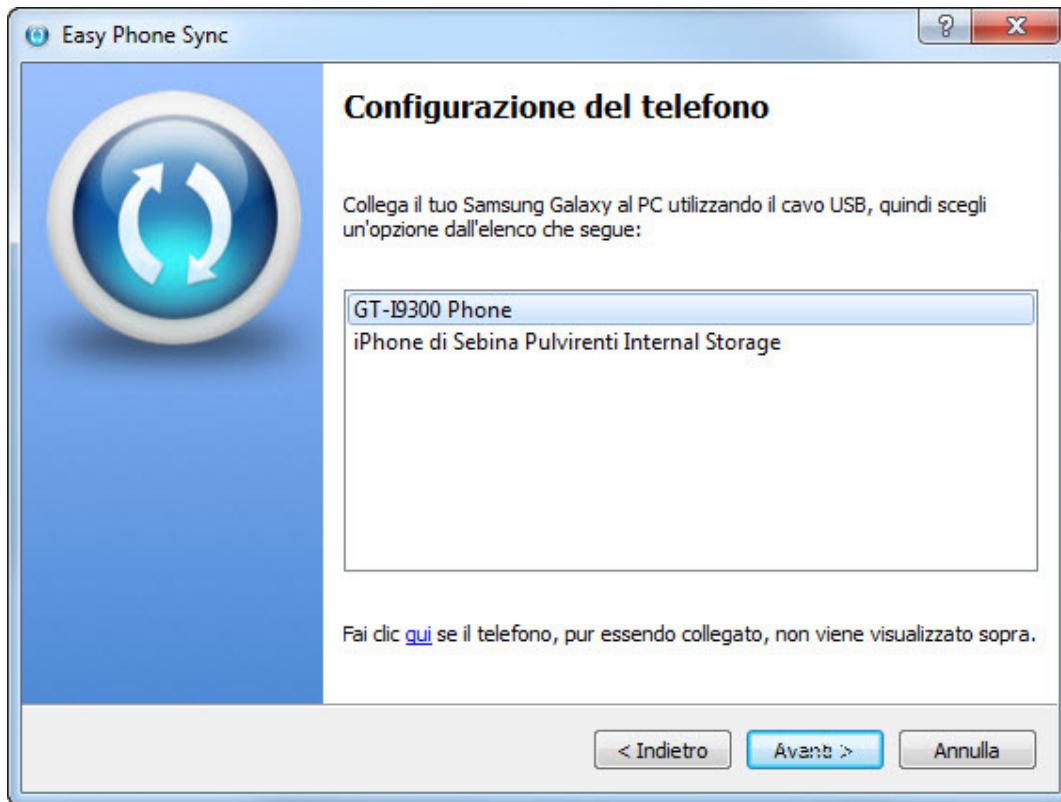 Easy Phone Sync
Configurazione del telefono
Collega il tuo Samsung Galaxy al PC utilizzando il cavo USB, quindi scegli
un'opzione dall'elenco che segue:
GT-I9300 Phone
iPhone di Sebina Pulvirenti Internal Storage
Fai clic qui se il telefono, pur essendo collegato, non viene visualizzato sopra.
< Indietro
Avanti >
Annulla